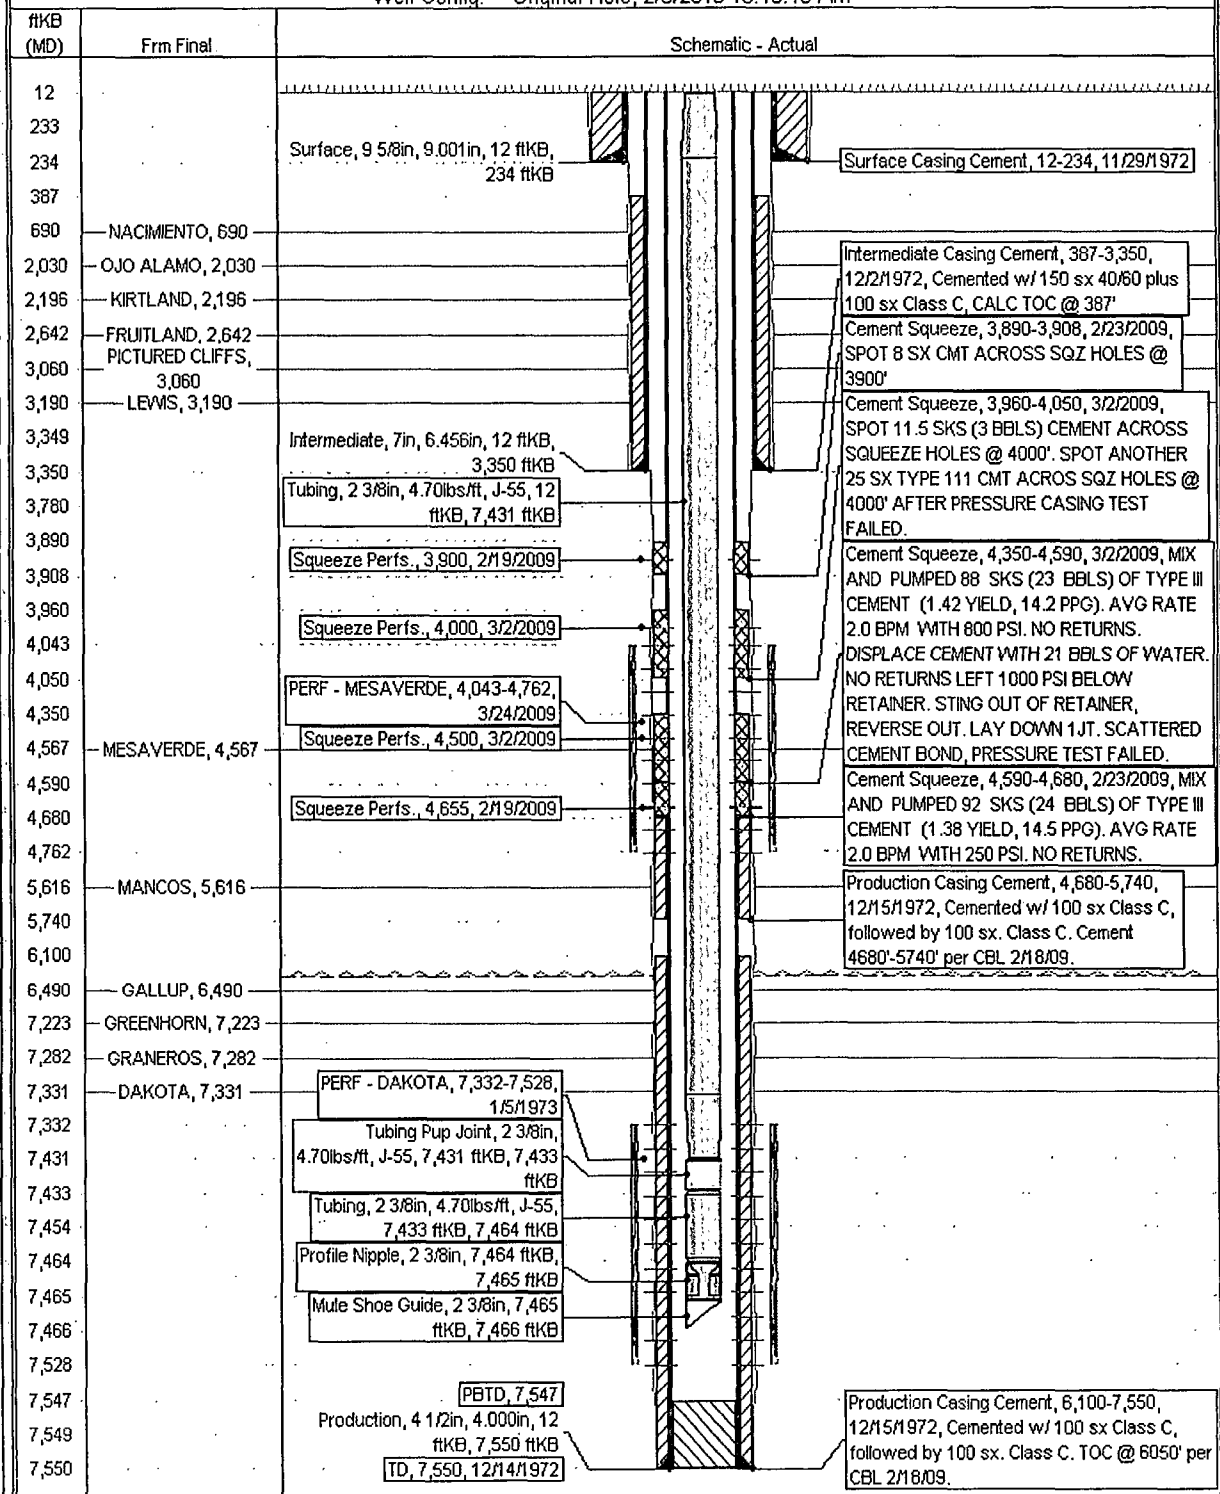 ftKB
(MD)
Frm Final
Schematic - Actual
12
233
234
387
690
2,030
2,196
2,642
3,060
3,190
3,349
3,350
3,780
3,890
3,908
3,960
4,043
4,050
4,350
4,567
4,590
4,680
4,762
5,616
5,740
6,100
6,490
7,223
7,282
7,331
7,332
7,431
7,433
7,454
7,464
7,465
7,466
7,528
7,547
7,549
7,550
NACIMIENTO, 690
OJO ALAMO, 2,030
KIRTLAND, 2,196
FRUITLAND, 2,642
PICTURED CLIFFS,
3,060
LEWIS, 3,190
MESAVERDE, 4,567
MANCOS, 5,616
GALLUP, 6,490
GREENHORN, 7,223
GRANEROS, 7,282
DAKOTA, 7,331
Surface, 9 5/8in, 9.001in, 12 ftKB,
234 ftKB
Intermediate, 7in, 6.456in, 12 ftKB,
3,350 ftKB
Tubing, 2 3/8in, 4.70lbs/ft, J-55, 12
ftKB, 7,431 ftKB
Squeeze Perfs., 3,900, 2/19/2009
Squeeze Perfs., 4,000, 3/2/2009
PERF - MESAVERDE, 4,043-4,762,
3/24/2009
Squeeze Perfs., 4,500, 3/2/2009
Squeeze Perfs., 4,655, 2/19/2009
PERF - DAKOTA, 7,332-7,528,
1/5/1973
Tubing Pup Joint, 2 3/8in,
4.70lbs/ft, J-55, 7,431 ftKB, 7,433
ftKB
Tubing, 2 3/8in, 4.70lbs/ft, J-55,
7,433 ftKB, 7,464 ftKB
Profile Nipple, 2 3/8in, 7,464 ftKB,
7,465 ftKB
Mule Shoe Guide, 2 3/8in, 7,465
ftKB, 7,466 ftKB
PBTD, 7,547
Production, 4 1/2in, 4.000in, 12
ftKB, 7,550 ftKB
TD, 7,550, 12/14/1972
Surface Casing Cement, 12-234, 11/29/1972
Intermediate Casing Cement, 387-3,350,
12/2/1972, Cemented w/ 150 sx 40/60 plus
100 sx Class C, CALC TOC @ 387'
Cement Squeeze, 3,890-3,908, 2/23/2009,
SPOT 8 SX CMT ACROSS SQZ HOLES @
3900'
Cement Squeeze, 3,960-4,050, 3/2/2009,
SPOT 11.5 SKS (3 BBLS) CEMENT ACROSS
SQUEEZE HOLES @ 4000'. SPOT ANOTHER
25 SX TYPE 111 CMT ACROS SQZ HOLES @
4000' AFTER PRESSURE CASING TEST
FAILED.
Cement Squeeze, 4,350-4,590, 3/2/2009, MIX
AND PUMPED 88 SKS (23 BBLS) OF TYPE III
CEMENT (1.42 YIELD, 14.2 PPG). AVG RATE
2.0 BPM WITH 800 PSI. NO RETURNS.
DISPLACE CEMENT WITH 21 BBLS OF WATER.
NO RETURNS LEFT 1000 PSI BELOW
RETAINER. STING OUT OF RETAINER,
REVERSE OUT. LAY DOWN 1JT. SCATTERED
CEMENT BOND, PRESSURE TEST FAILED.
Cement Squeeze, 4,590-4,680, 2/23/2009, MIX
AND PUMPED 92 SKS (24 BBLS) OF TYPE III
CEMENT (1.38 YIELD, 14.5 PPG). AVG RATE
2.0 BPM WITH 250 PSI. NO RETURNS.
Production Casing Cement, 4,680-5,740,
12/15/1972, Cemented w/ 100 sx Class C,
followed by 100 sx. Class C. Cement
4680'-5740' per CBL 2/18/09.
Production Casing Cement, 6,100-7,550,
12/15/1972, Cemented w/ 100 sx Class C,
followed by 100 sx. Class C. TOC @ 6050' per
CBL 2/18/09.